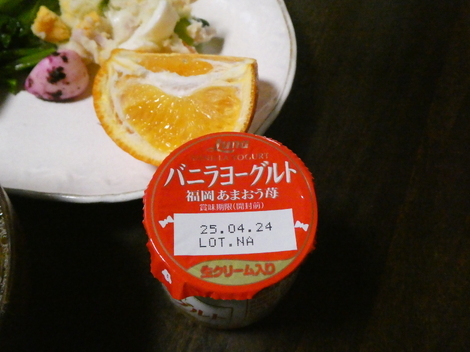 バニラヨーグルト
福岡あまおう苺
賞味期限(開封前)
25.04.24
LOT.NA
生クリーム入り